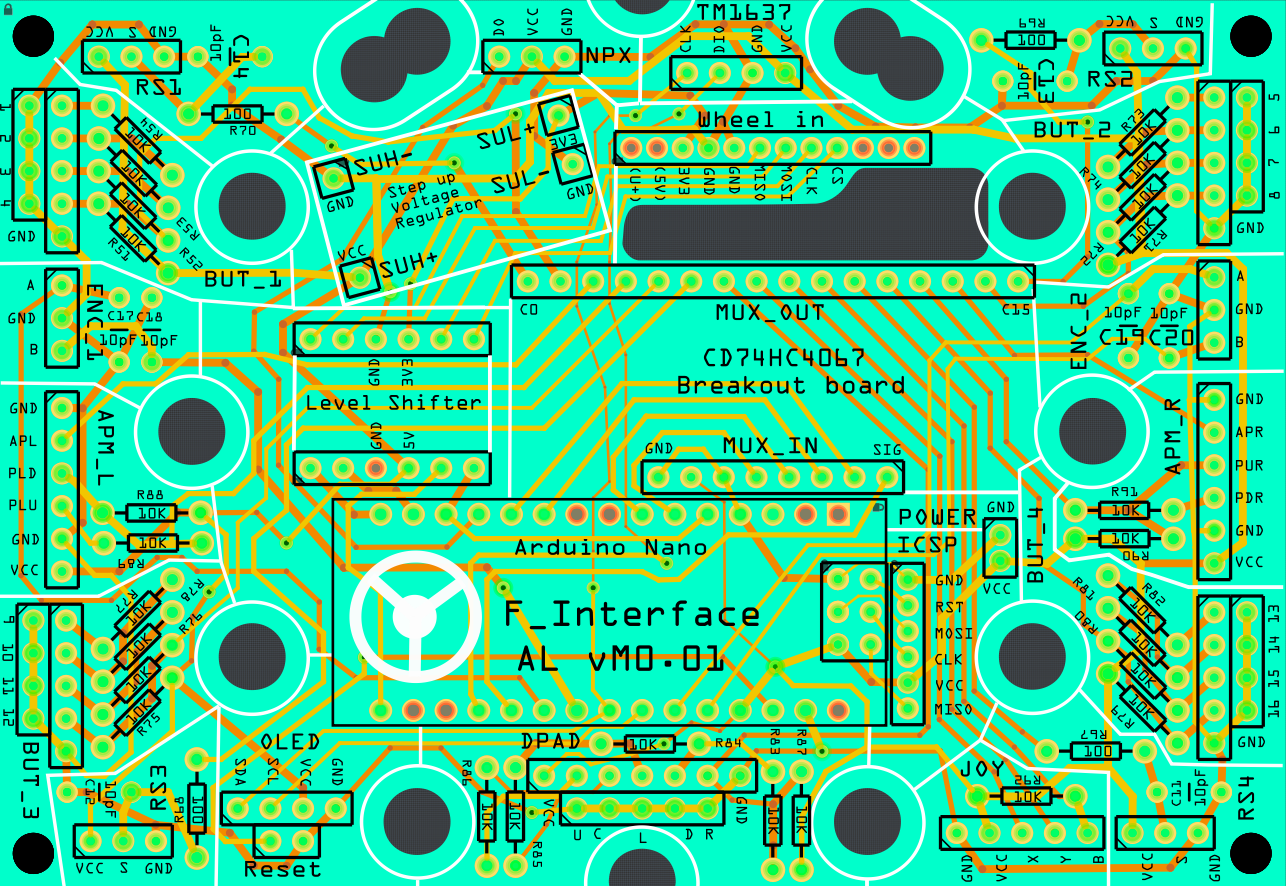 TM1637
DO
VCC
GND
NPX
CLK
DIO
GND
VCC
VCC
S
GND
10pF
C14
RS1
100
R70
R69
100
VCC
S
GND
10pF
C13
RS2
1
2
3
4
GND
R54
10K
10K
R53
10K
R52
10K
R51
BUT_1
SUH-
GND
SUL+
5VE
SUL-
GND
Step up
Voltage
Regulator
VCC
SUH+
Wheel in
(U+)
(5V)
3VE
GND
GND
MISO
MOSI
CLK
CS
BUT_2
R73
10K
R74
10K
10K
R71
10K
R72
5
6
7
8
GND
A
GND
B
ENC_1
C17
C18
10pF
10pF
C0
MUX_OUT
C15
CD74HC4067
Breakout board
ENC_2
10pF
10pF
C19
C20
A
GND
B
GND
3VE
Level Shifter
GND
5V
GND
MUX_IN
SIG
GND
APL
PLD
PLU
GND
VCC
APM_L
R88
10K
10K
R89
GND
APR
PUR
PDR
GND
VCC
APM_R
R91
10K
10K
R90
POWER
GND
VCC
ICSP
BUT_4
Arduino Nano
F_Interface
AL vM0.01
GND
RST
MOSI
CLK
VCC
MISO
9
10
11
12
BUT_3
R77
10K
R78
10K
R76
10K
10K
R75
R81
R82
10K
R80
10K
10K
10K
R79
13
14
15
16
GND
C12
10pF
RS3
R68
100
VCC
S
GND
OLED
SDA
SCL
VCC
GND
Reset
DPAD
10K
R84
R83
R87
R86
10K
10K
R85
VCC
GND
U
C
L
D
R
10K
10K
JOY
R92
10K
R67
100
GND
VCC
X
Y
B
C11
10pF
RS4
VCC
S
GND